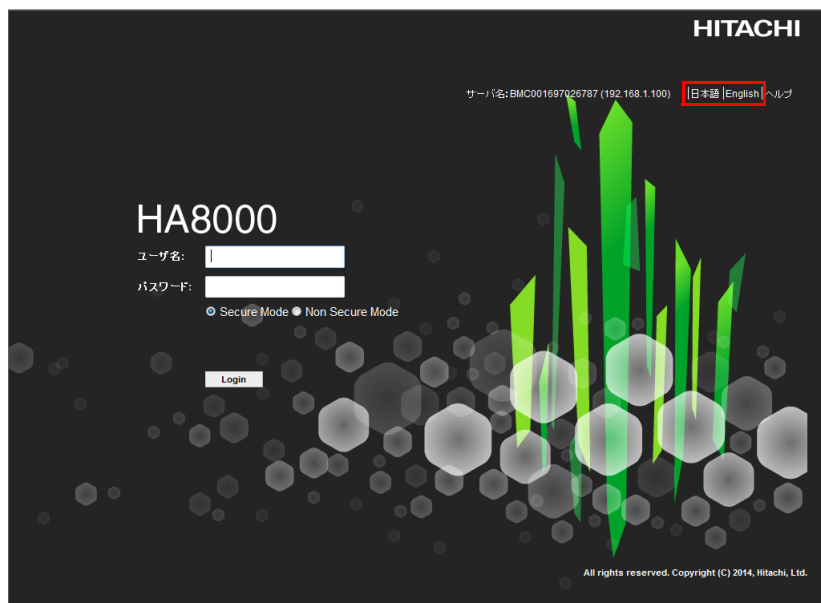 HITACHI
サーバ名: BMC001697026787 (192.168.1.100) |日本語 |English| ヘルプ
HA8000
ユーザ名:
パスワード:
Secure Mode Non Secure Mode
Login
All rights reserved. Copyright (C) 2014, Hitachi, Ltd.